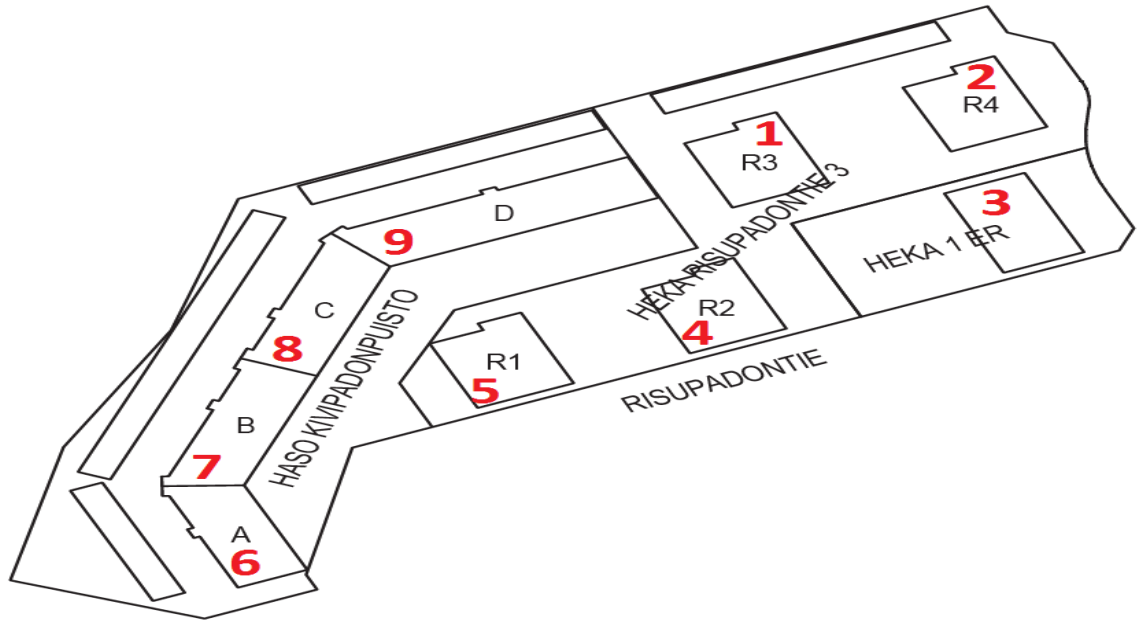 2
R4
1
R3
3
HEKA 1 ER
HEKA RISUPADONTIE 3
D
9
C
8
HASO KIVIPADONPUISTO
R2
4
R1
5
RISUPADONTIE
B
7
A
6